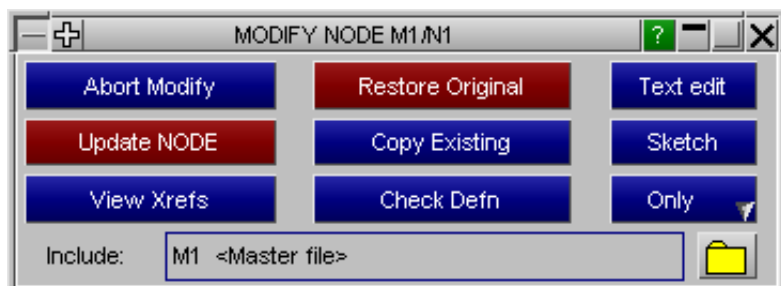 MODIFY NODE M1/N1 ?
Abort Modify Restore Original Text edit
Update NODE Copy Existing Sketch
View Xrefs Check Defn Only
Include: M1 <Master file>